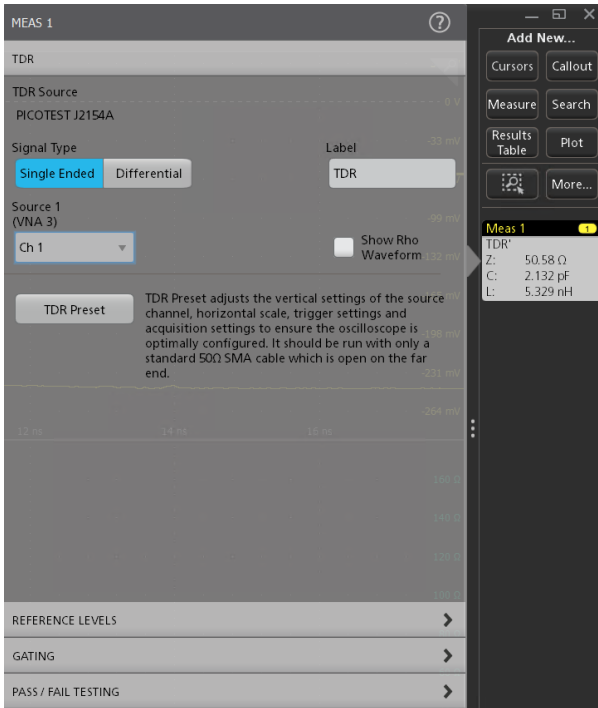 MEAS 1
?
TDR
TDR Source
PICOTEST J2154A
0 V
-33 mV
Signal Type
Label
Single Ended
Differential
TDR
Source 1
(VNA 3)
-99 mV
Ch 1
Show Rho
Waveform
-132 mV
TDR Preset
TDR Preset adjusts the vertical settings of the source
channel, horizontal scale, trigger settings and
acquisition settings to ensure the oscilloscope is
optimally configured. It should be run with only a
standard 50Ω SMA cable which is open on the far
end.
-198 mV
-231 mV
-264 mV
12 ns
14 ns
16 ns
160 Ω
140 Ω
120 Ω
100 Ω
REFERENCE LEVELS
GATING
PASS / FAIL TESTING
Add New...
Cursors
Callout
Measure
Search
Results
Table
Plot
More...
Meas 1
1
TDR'
Z: 50.58 Ω
C: 2.132 pF
L: 5.329 nH